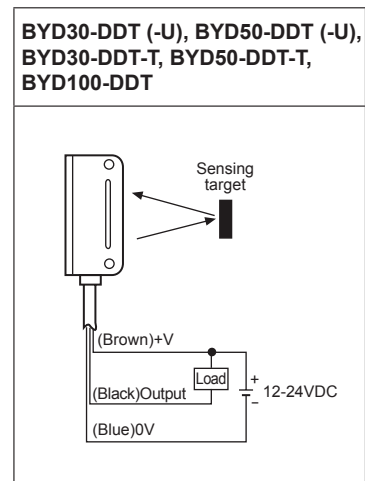 BYD30-DDT (-U), BYD50-DDT (-U),
BYD30-DDT-T, BYD50-DDT-T,
BYD100-DDT
Sensing
target
(Brown)+V
Load
+
12-24VDC
(Black)Output
−
(Blue)0V